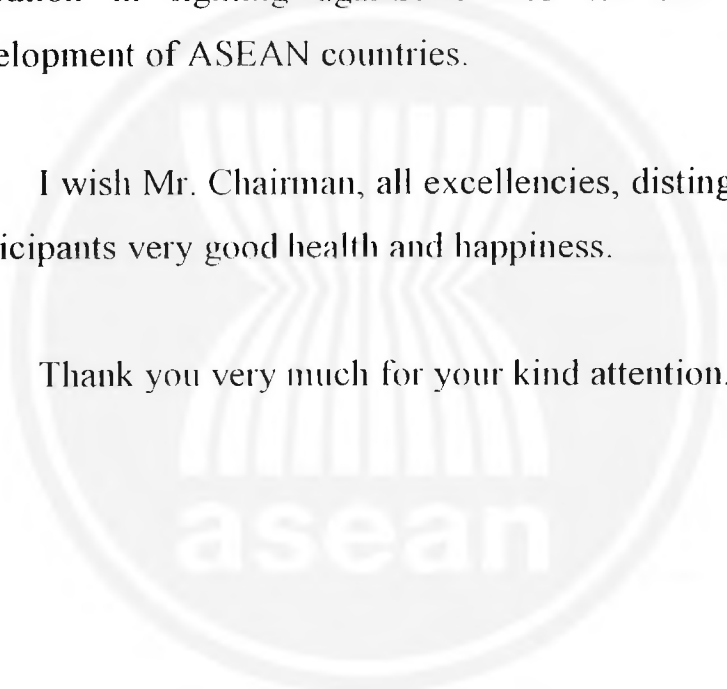 elopment of ASEAN countries.
I wish Mr. Chairman, all excellencies, disting
icipants very good health and happiness.
Thank you very much for your kind attention.
asean